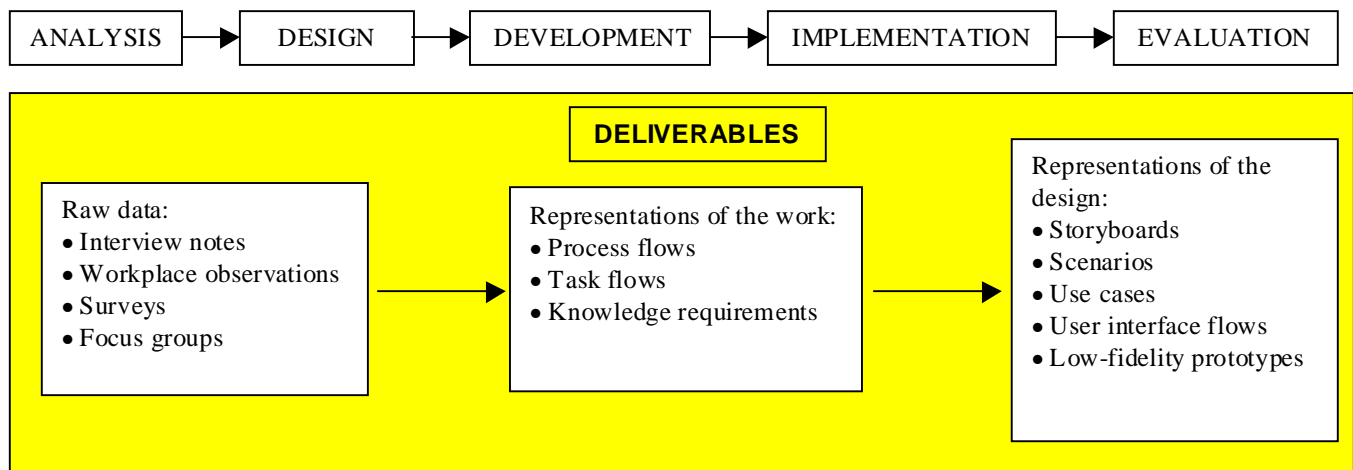 ANALYSIS
DESIGN
DEVELOPMENT
IMPLEMENTATION
EVALUATION
DELIVERABLES
Raw data:
• Interview notes
• Workplace observations
• Surveys
• Focus groups
Representations of the work:
• Process flows
• Task flows
• Knowledge requirements
Representations of the
design:
• Storyboards
• Scenarios
• Use cases
• User interface flows
• Low-fidelity prototypes